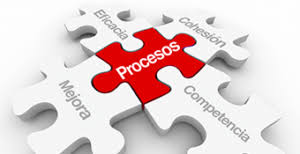 Eficacia
Cohesión
Procesos
Mejora
Competencia